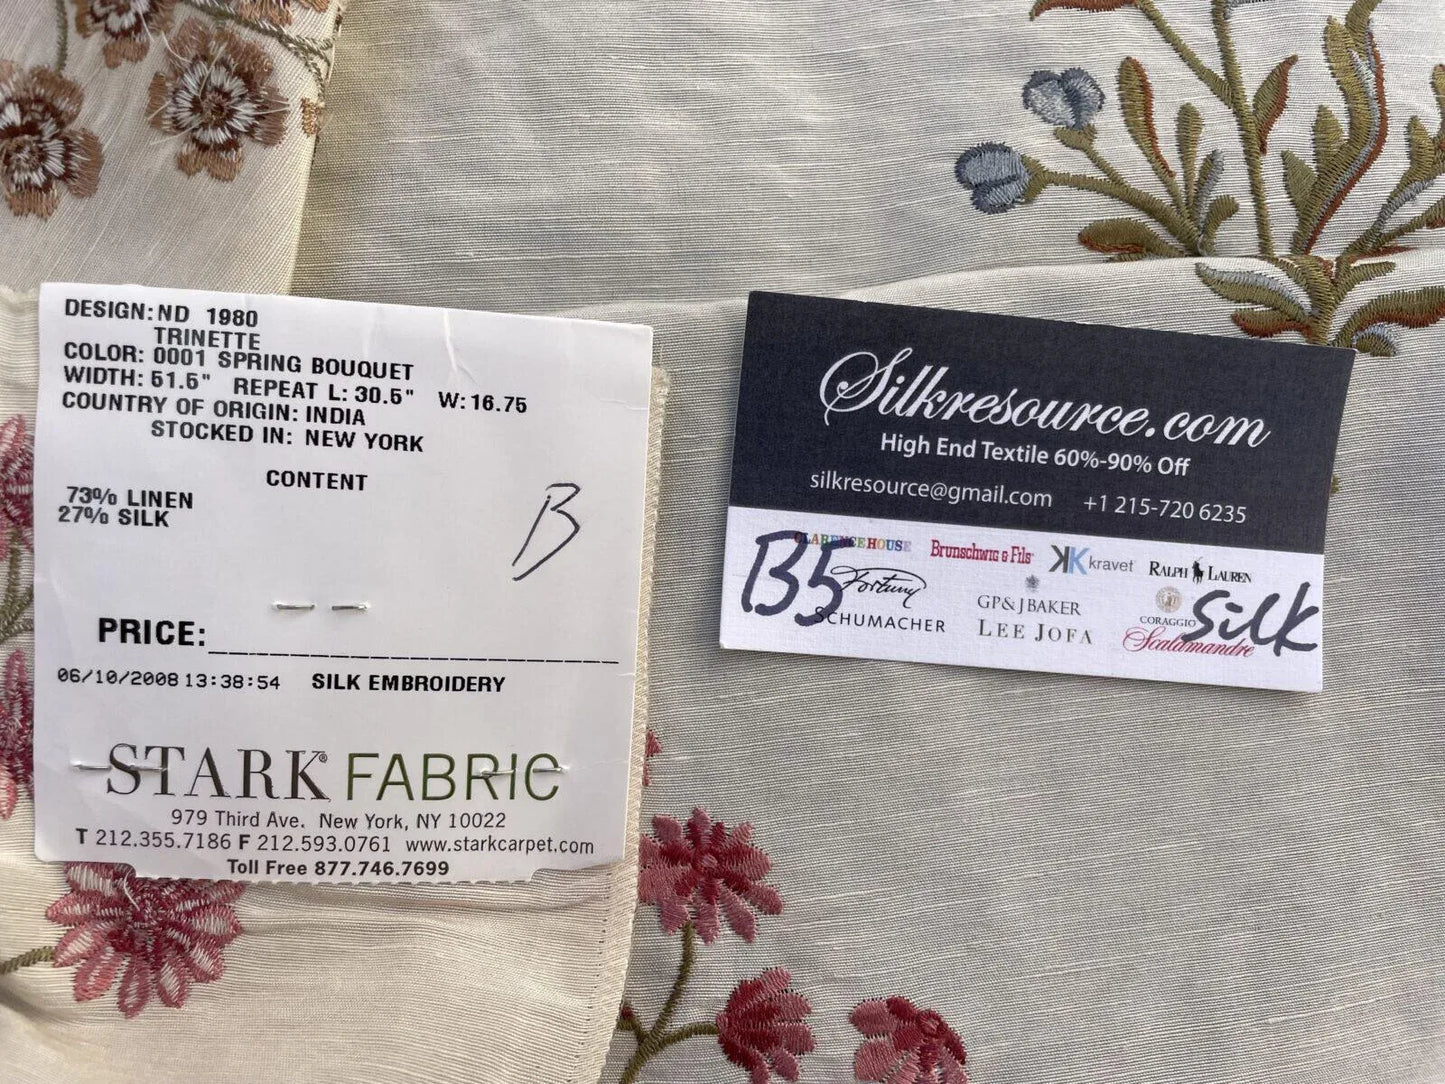 DESIGN: ND 1980
TRINETTE
COLOR: 0001 SPRING BOUQUET
WIDTH: 51.5" REPEAT L: 30.5" W: 16.75
COUNTRY OF ORIGIN: INDIA
STOCKED IN: NEW YORK
CONTENT
73% LINEN
27% SILK
B
PRICE:
06/10/2008 13:38:54 SILK EMBROIDERY
STARK® FABRIC
979 Third Ave. New York, NY 10022
T 212.355.7186 F 212.593.0761 www.starkcarpet.com
Toll Free 877.746.7699
Silkresource.com
High End Textile 60%-90% Off
silkresource@gmail.com +1 215-720 6235
CLARENCE HOUSE Brunschwig & Fils kravet RALPH LAUREN
B5 Fortuny GP&JBAKER CORAGGIO Silk
SCHUMACHER LEE JOFA Scalamandre